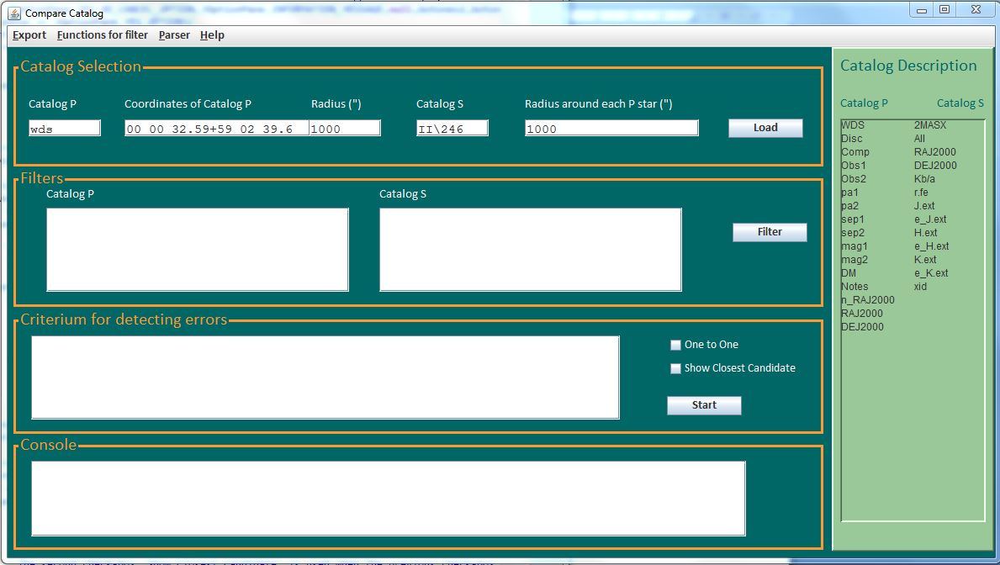 Compare Catalog
Export Functions for filter Parser Help
Catalog Selection
Catalog P Coordinates of Catalog P Radius (") Catalog S Radius around each P star (")
wds 00 00 32.59+59 02 39.6 1000 II\246 1000 Load
Filters
Catalog P Catalog S
Filter
Criterium for detecting errors
One to One
Show Closest Candidate
Start
Console
Catalog Description
Catalog P Catalog S
WDS 2MASX
Disc All
Comp RAJ2000
Obs1 DEJ2000
Obs2 Kb/a
pa1 r.fe
pa2 J.ext
sep1 e_J.ext
sep2 H.ext
mag1 e_H.ext
mag2 K.ext
DM e_K.ext
Notes xid
n_RAJ2000
RAJ2000
DEJ2000